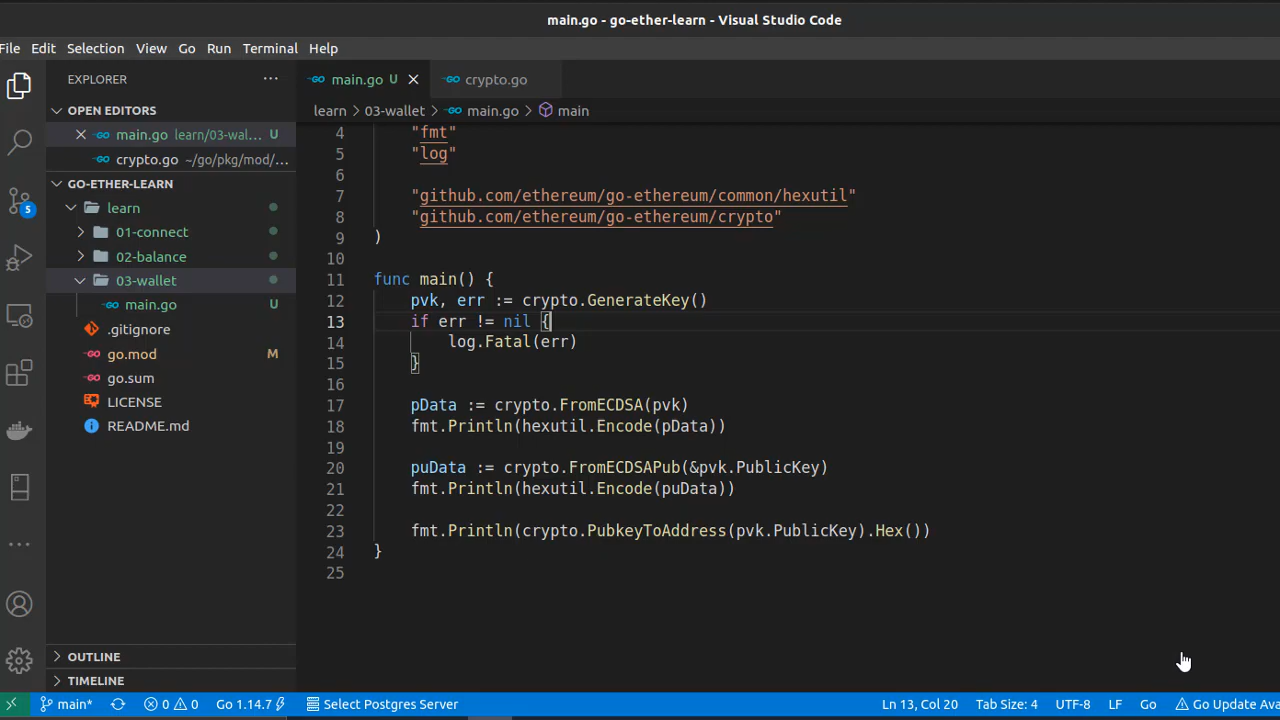 main.go - go-ether-learn - Visual Studio Code
File Edit Selection View Go Run Terminal Help
EXPLORER
OPEN EDITORS
main.go learn/03-wal... U
crypto.go ~/go/pkg/mod/...
GO-ETHER-LEARN
learn
01-connect
02-balance
03-wallet
main.go U
.gitignore
go.mod M
go.sum
LICENSE
README.md
OUTLINE
TIMELINE
5
main.go U crypto.go
learn > 03-wallet > main.go > main
4 "fmt"
5 "log"
6
7 "github.com/ethereum/go-ethereum/common/hexutil"
8 "github.com/ethereum/go-ethereum/crypto"
9 )
10
11 func main() {
12 pvk, err := crypto.GenerateKey()
13 if err != nil {
14 log.Fatal(err)
15 }
16
17 pData := crypto.FromECDSA(pvk)
18 fmt.Println(hexutil.Encode(pData))
19
20 puData := crypto.FromECDSAPub(&pvk.PublicKey)
21 fmt.Println(hexutil.Encode(puData))
22
23 fmt.Println(crypto.PubkeyToAddress(pvk.PublicKey).Hex())
24 }
25
main* 0 0 Go 1.14.7 Select Postgres Server Ln 13, Col 20 Tab Size: 4 UTF-8 LF Go Go Update Ava